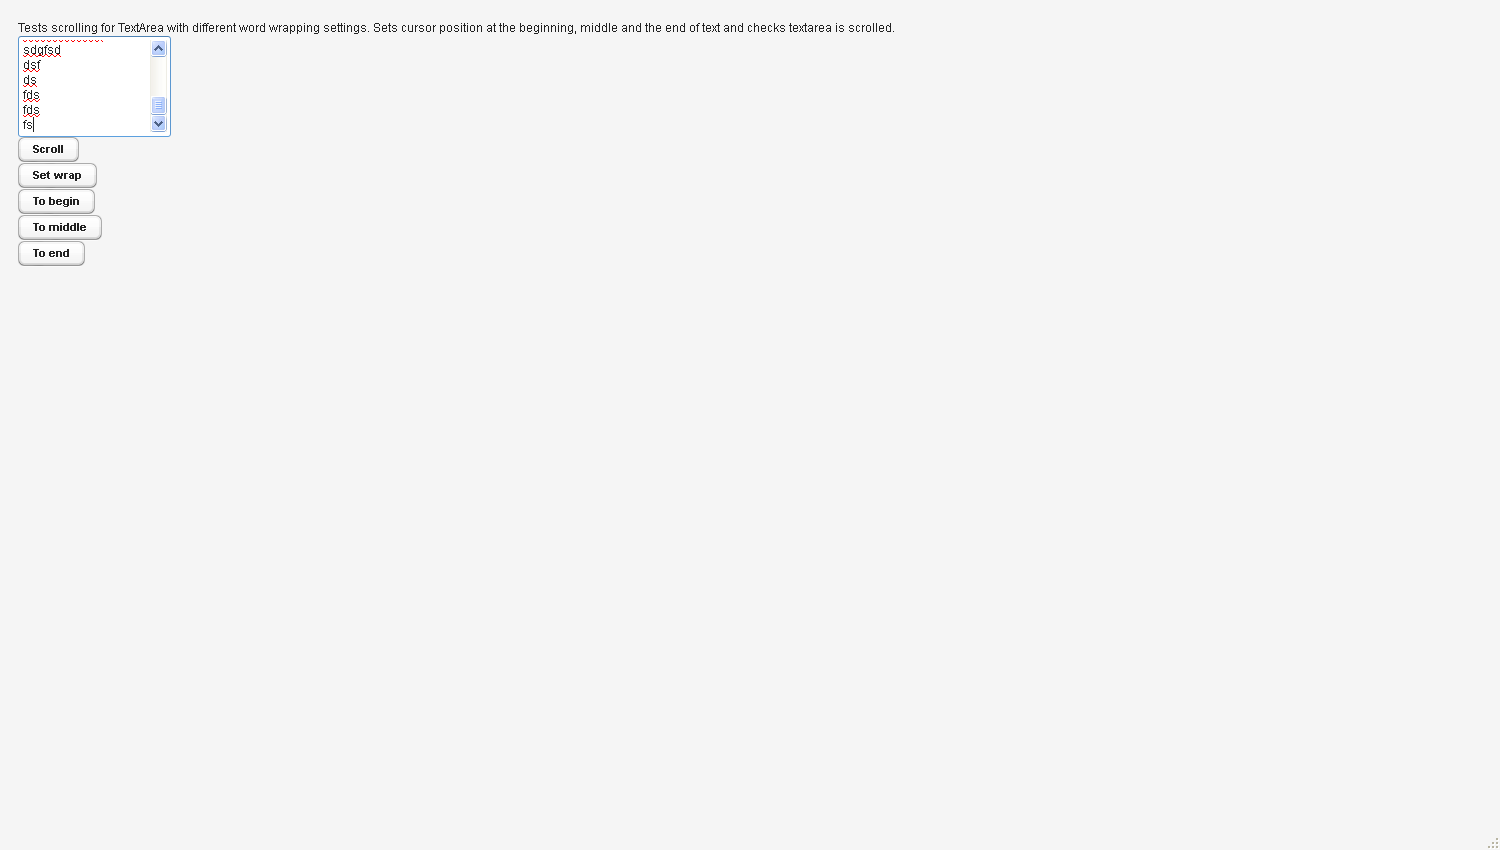 Tests scrolling for TextArea with different word wrapping settings. Sets cursor position at the beginning, middle and the end of text and checks textarea is scrolled.
sdgfsd
dsf
ds
fds
fds
fs
Scroll
Set wrap
To begin
To middle
To end